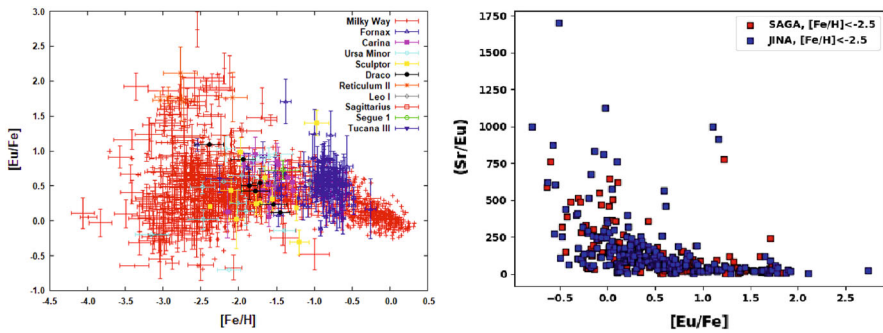 [Eu/Fe]
3.0
2.5
2.0
1.5
1.0
0.5
0.0
-0.5
-1.0
-4.5 -4.0 -3.5 -3.0 -2.5 -2.0 -1.5 -1.0 -0.5 0.0 0.5
[Fe/H]
Milky Way
Fornax
Carina
Ursa Minor
Sculptor
Draco
Reticulum II
Leo I
Sagittarius
Segue 1
Tucana III
(Sr/Eu)
1750
1500
1250
1000
750
500
250
0
−0.5 0.0 0.5 1.0 1.5 2.0 2.5
[Eu/Fe]
SAGA, [Fe/H]<-2.5
JINA, [Fe/H]<-2.5